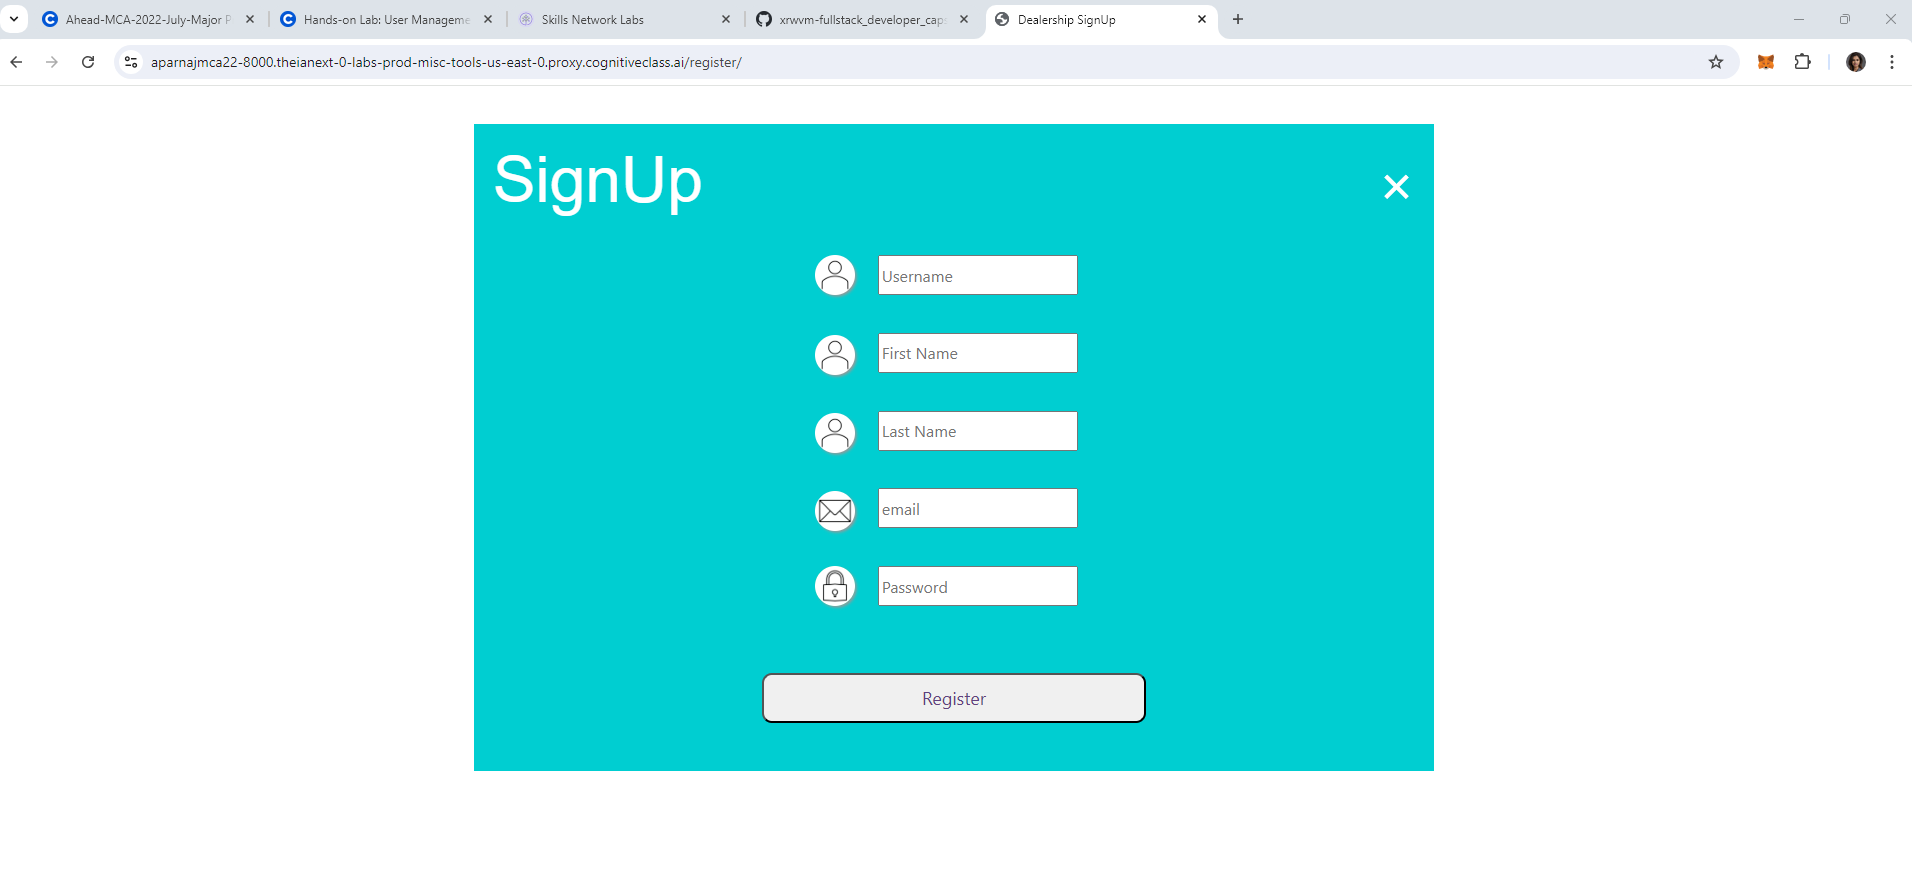 Ahead-MCA-2022-July-Major P
Hands-on Lab: User Manageme
Skills Network Labs
xrwvm-fullstack_developer_cap
Dealership SignUp
aparnajmca22-8000.theianext-0-labs-prod-misc-tools-us-east-0.proxy.cognitiveclass.ai/register/
SignUp
Username
First Name
Last Name
email
Password
Register